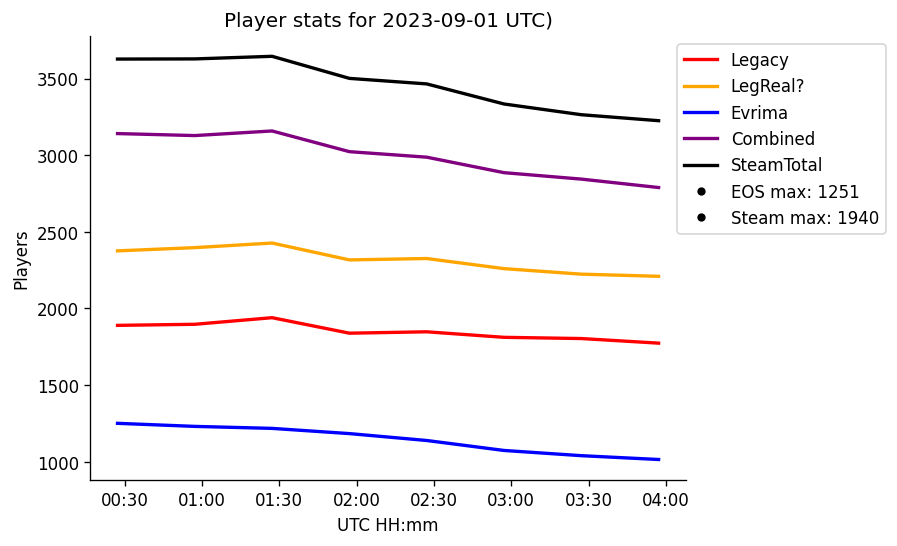 Player stats for 2023-09-01 UTC)
Legacy
LegReal?
Evrima
Combined
SteamTotal
EOS max: 1251
Steam max: 1940
Players
3500
3000
2500
2000
1500
1000
00:30 01:00 01:30 02:00 02:30 03:00 03:30 04:00
UTC HH:mm